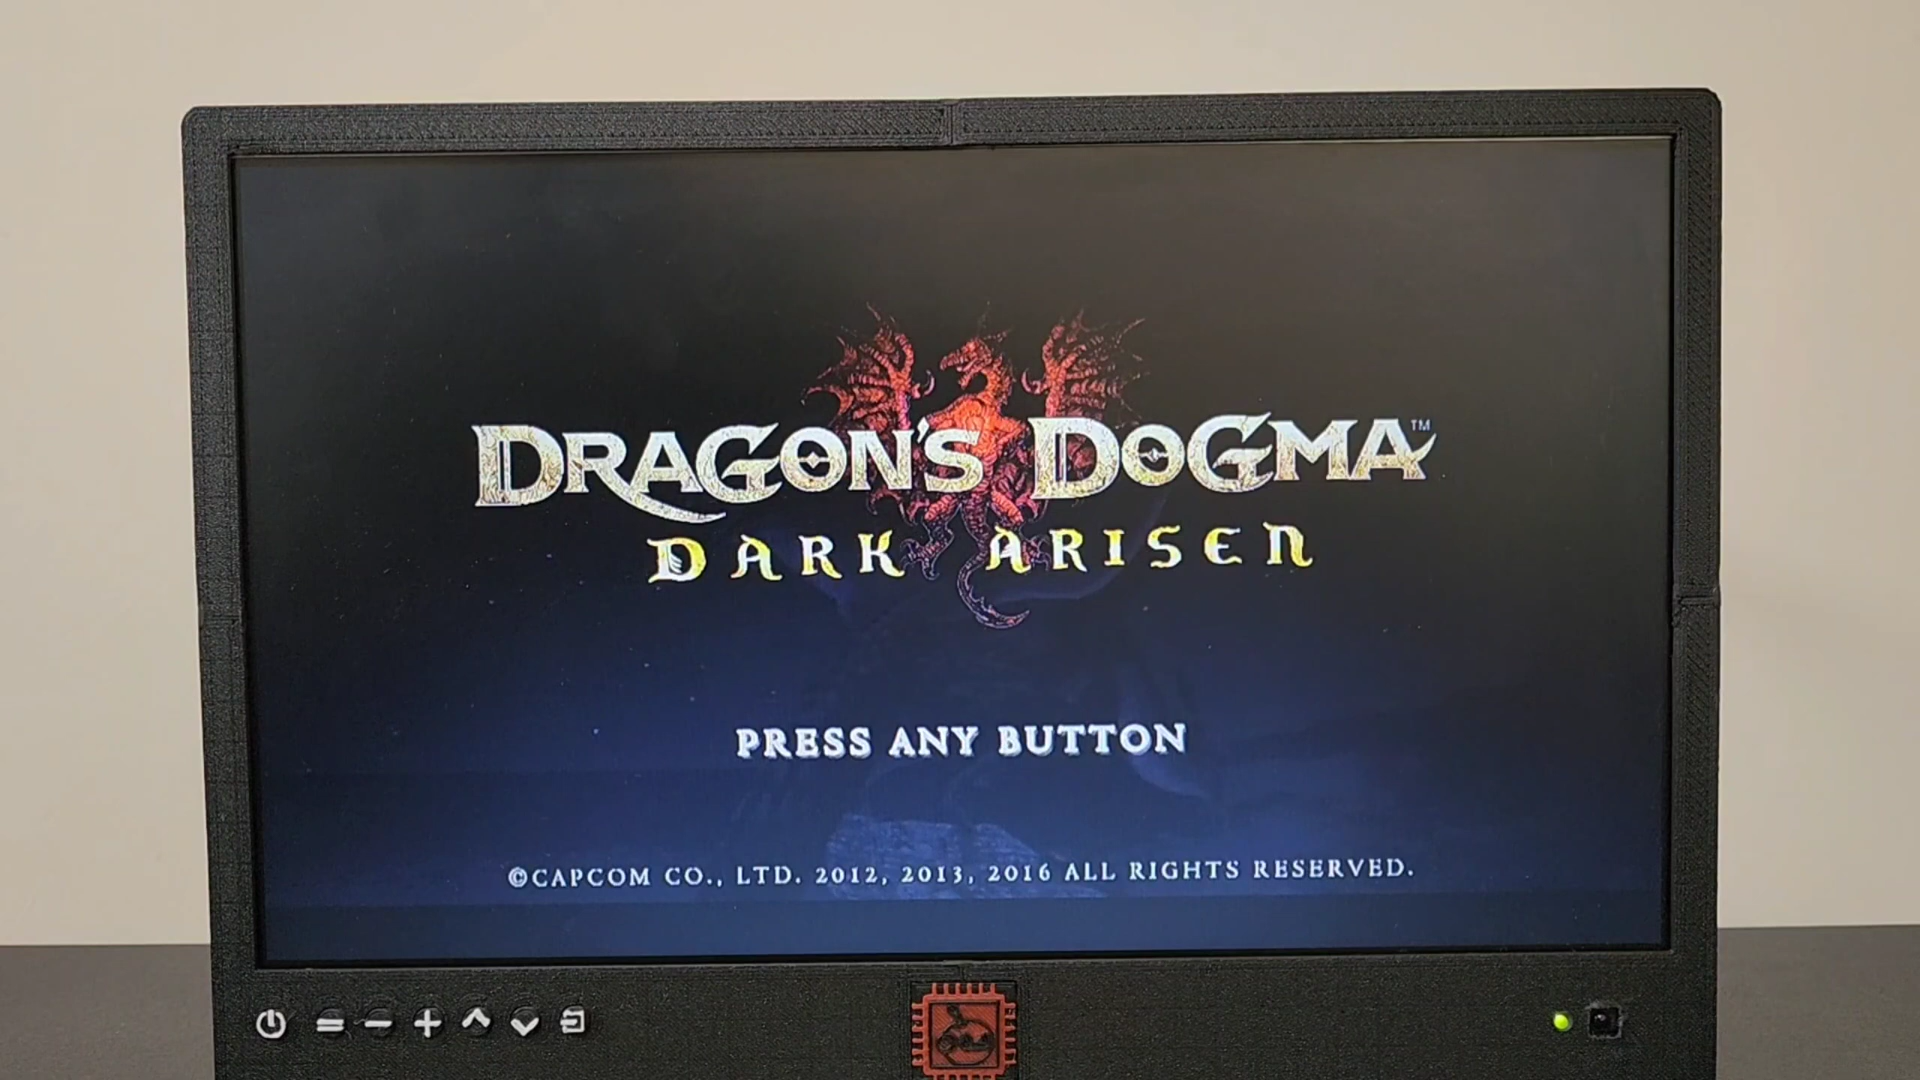 DRAGON'S DOGMA™
DARK ARISEN
PRESS ANY BUTTON
©CAPCOM CO., LTD. 2012, 2013, 2016 ALL RIGHTS RESERVED.